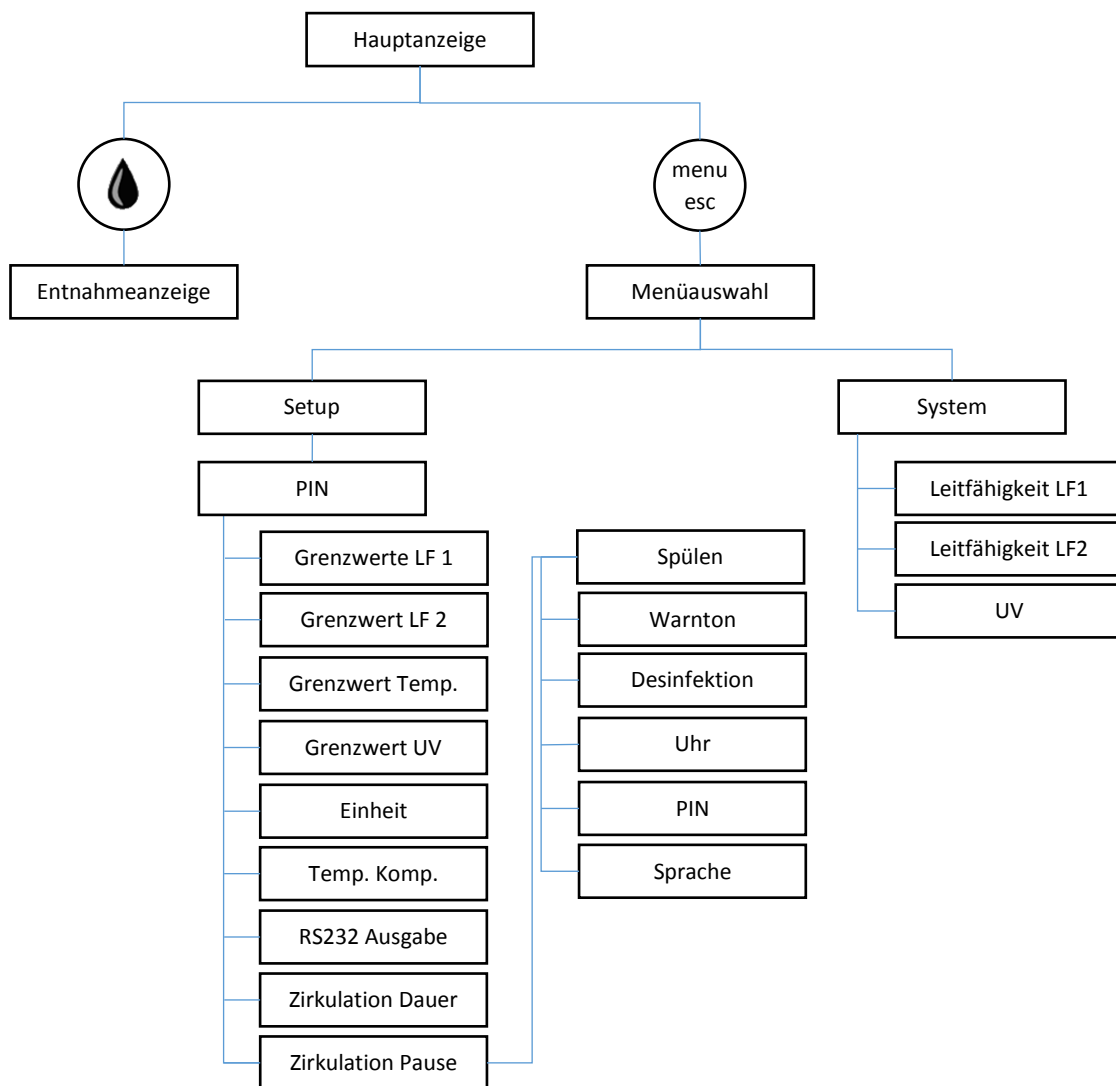 Hauptanzeige
menu
esc
Entnahmeanzeige
Menüauswahl
Setup
System
PIN
Leitfähigkeit LF1
Leitfähigkeit LF2
UV
Grenzwerte LF 1
Grenzwert LF 2
Grenzwert Temp.
Grenzwert UV
Einheit
Temp. Komp.
RS232 Ausgabe
Zirkulation Dauer
Zirkulation Pause
Spülen
Warnton
Desinfektion
Uhr
PIN
Sprache